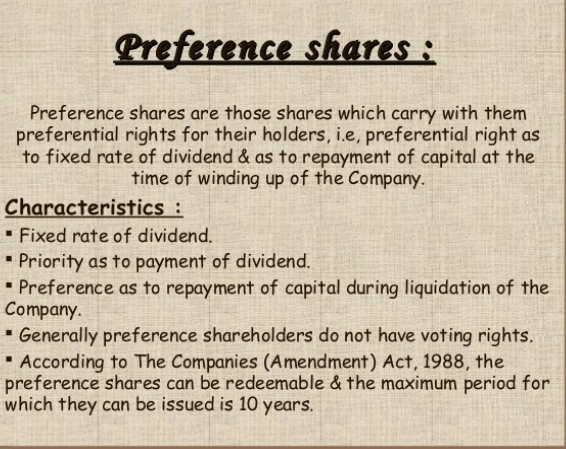 Preference shares :
Preference shares are those shares which carry with them
preferential rights for their holders, i.e, preferential right as
to fixed rate of dividend & as to repayment of capital at the
time of winding up of the Company.
Characteristics :
▪ Fixed rate of dividend.
▪ Priority as to payment of dividend.
▪ Preference as to repayment of capital during liquidation of the
Company.
▪ Generally preference shareholders do not have voting rights.
▪ According to The Companies (Amendment) Act, 1988, the
preference shares can be redeemable & the maximum period for
which they can be issued is 10 years.